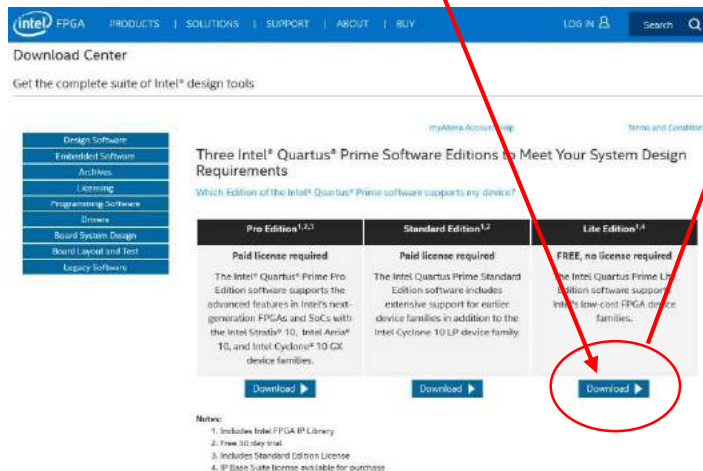 intel FPGA PRODUCTS | SOLUTIONS | SUPPORT | ABOUT | BUY LOG IN Search
Download Center
Get the complete suite of Intel® design tools
myAltera Account Help Terms and Condition
Design Software
Embedded Software
Archives
Licensing
Programming Software
Drivers
Board System Design
Board Layout and Test
Legacy Software
Three Intel® Quartus® Prime Software Editions to Meet Your System Design
Requirements
Which Edition of the Intel® Quartus® Prime software supports my device?
Pro Edition1,2,3
Paid license required
The Intel® Quartus® Prime Pro
Edition software supports the
advanced features in Intel's next-
generation FPGAs and SoCs with
the Intel Stratix® 10, Intel Arria®
10, and Intel Cyclone® 10 GX
device families.
Download
Standard Edition1,2
Paid license required
The Intel Quartus Prime Standard
Edition software includes
extensive support for earlier
device families in addition to the
Intel Cyclone 10 LP device family.
Download
Lite Edition1,4
FREE, no license required
The Intel Quartus Prime Lite
Edition software supports
Intel's low-cost FPGA device
families.
Download
Notes:
1. Includes Intel FPGA IP Library
2. Free 30 day trial
3. Includes Standard Edition License
4. IP Base Suite license available for purchase